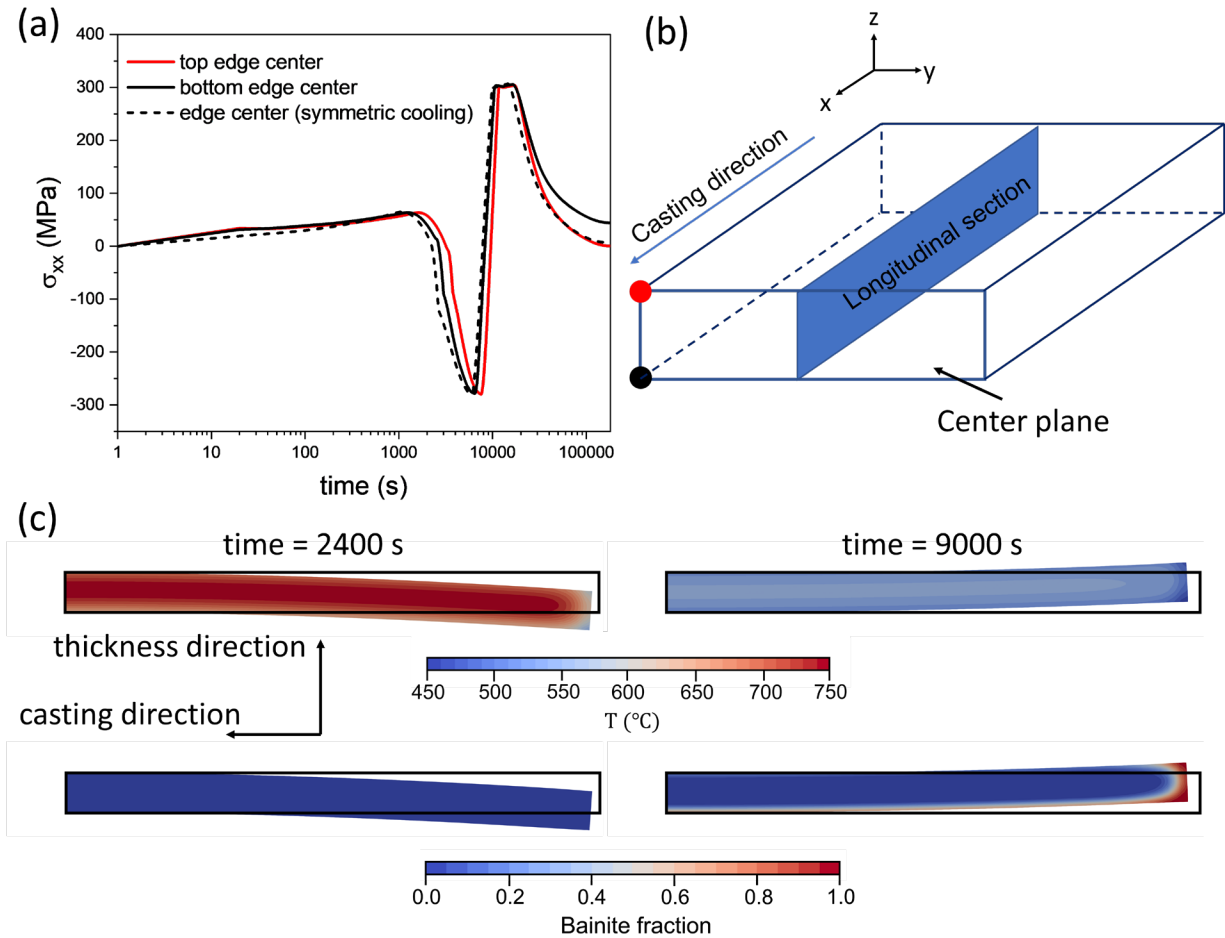 (a)
400
300
200
100
0
-100
-200
-300
σxx (MPa)
top edge center
bottom edge center
edge center (symmetric cooling)
1 10 100 1000 10000 100000
time (s)
(b)
z
y
x
Casting direction
Longitudinal section
Center plane
(c)
time = 2400 s
time = 9000 s
thickness direction
casting direction
450 500 550 600 650 700 750
T (°C)
0.0 0.2 0.4 0.6 0.8 1.0
Bainite fraction